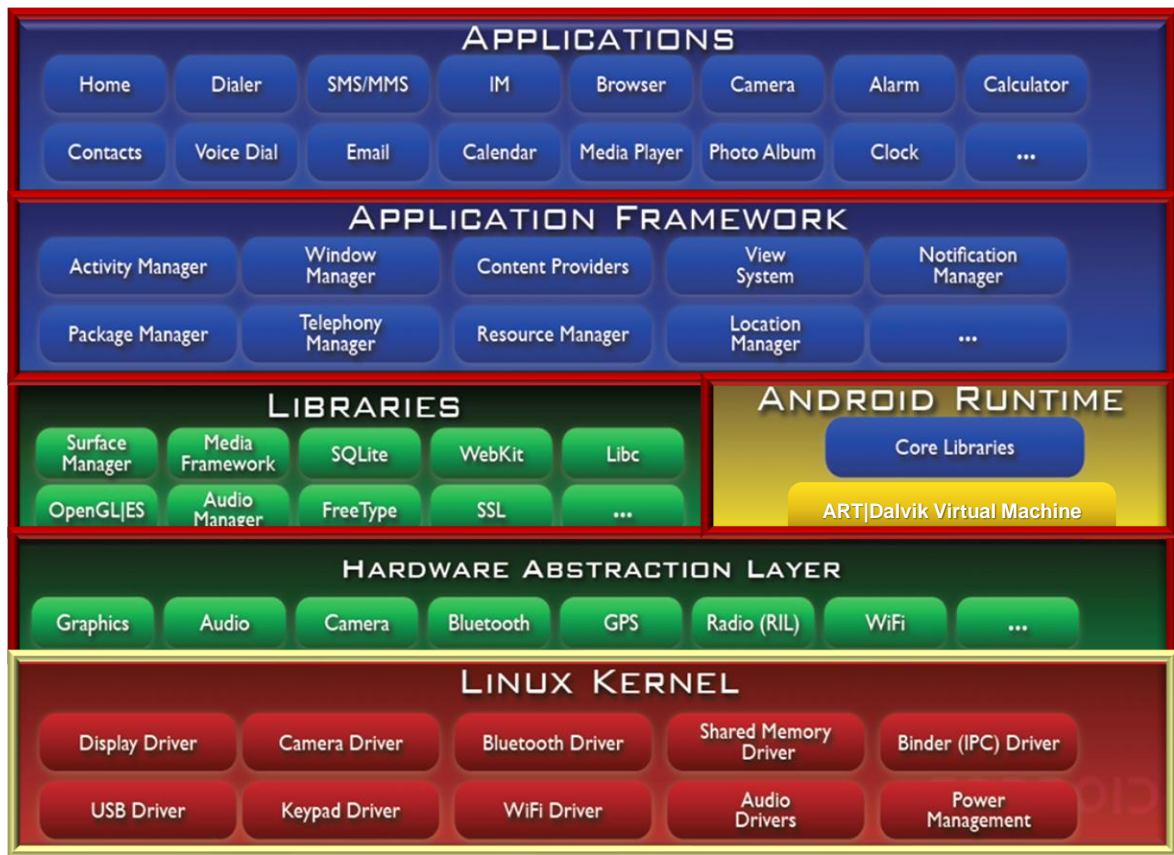 APPLICATIONS
Home Dialer SMS/MMS IM Browser Camera Alarm Calculator
Contacts Voice Dial Email Calendar Media Player Photo Album Clock ...
APPLICATION FRAMEWORK
Activity Manager
Window
Manager
Content Providers
View
System
Notification
Manager
Package Manager
Telephony
Manager
Resource Manager
Location
Manager
...
LIBRARIES
Surface
Manager
Media
Framework
SQLite
WebKit
Libc
OpenGL|ES
Audio
Manager
FreeType
SSL
...
ANDROID RUNTIME
Core Libraries
ART|Dalvik Virtual Machine
HARDWARE ABSTRACTION LAYER
Graphics Audio Camera Bluetooth GPS Radio (RIL) WiFi ...
LINUX KERNEL
Display Driver
Camera Driver
Bluetooth Driver
Shared Memory
Driver
Binder (IPC) Driver
USB Driver
Keypad Driver
WiFi Driver
Audio
Drivers
Power
Management